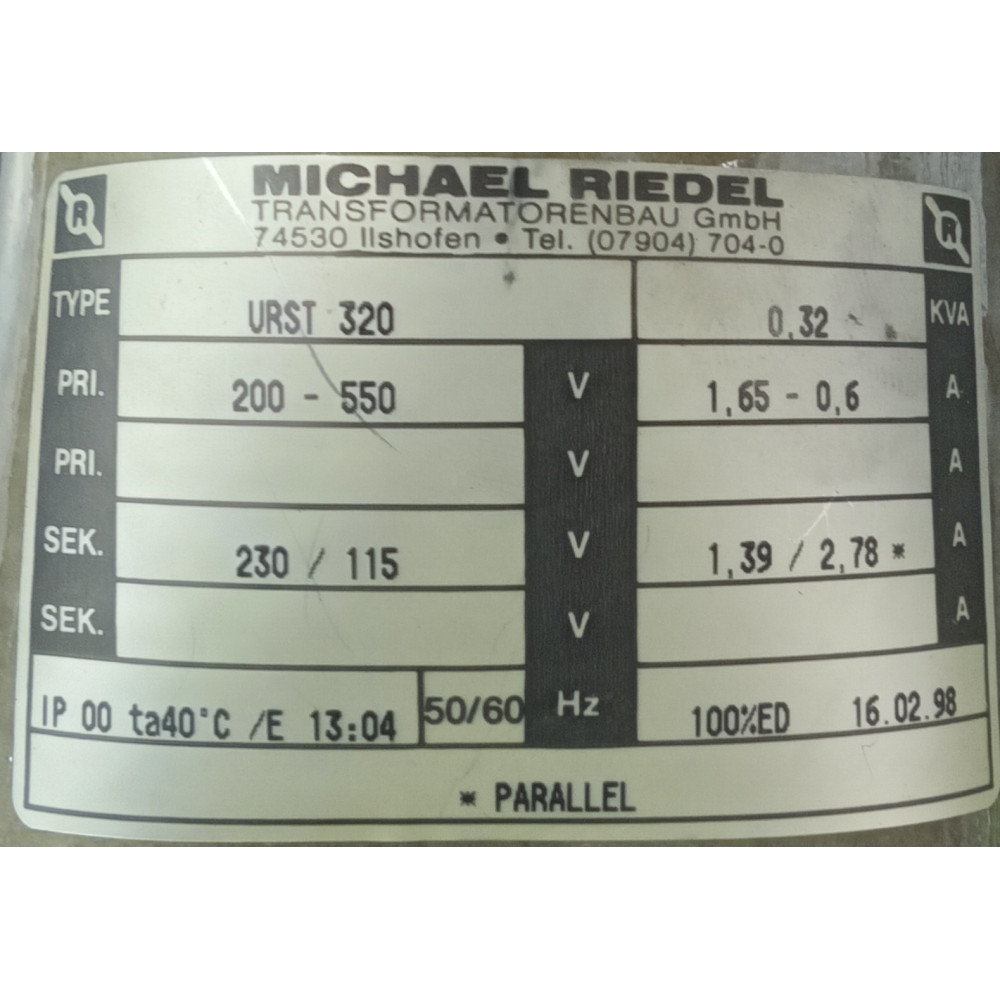 MICHAEL RIEDEL
TRANSFORMATORENBAU GmbH
74530 Ilshofen • Tel. (07904) 704-0
R R
TYPE URST 320 0,32 KVA
PRI. 200 - 550 V 1,65 - 0,6 A
PRI. V A
SEK. 230 / 115 V 1,39 / 2,78 * A
SEK. V A
IP 00 ta40°C /E 13:04 50/60 Hz 100%ED 16.02.98
* PARALLEL